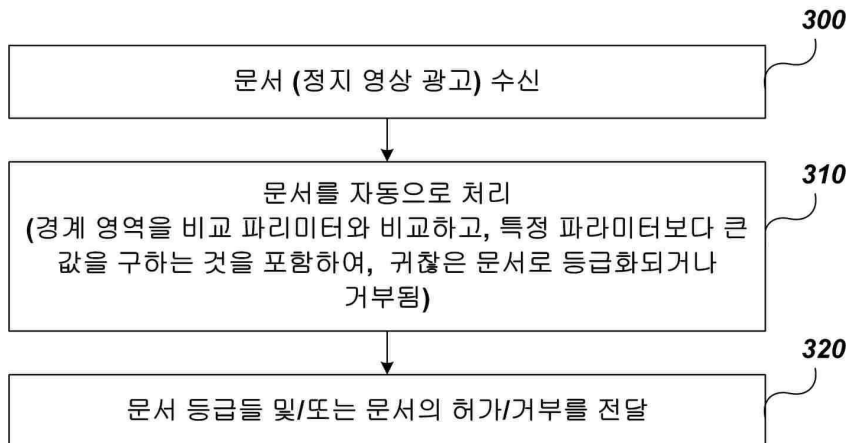 300
문서 (정지 영상 광고) 수신
310
문서를 자동으로 처리
(경계 영역을 비교 파리미터와 비교하고, 특정 파라미터보다 큰
값을 구하는 것을 포함하여, 귀찮은 문서로 등급화되거나
거부됨)
320
문서 등급들 및/또는 문서의 허가/거부를 전달